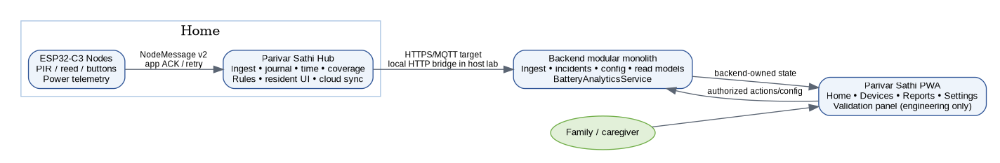 Home
ESP32-C3 Nodes
PIR / reed / buttons
Power telemetry
NodeMessage v2
app ACK / retry
Parivar Sathi Hub
Ingest • journal • time • coverage
Rules • resident UI • cloud sync
HTTPS/MQTT target
local HTTP bridge in host lab
Backend modular monolith
Ingest • incidents • config • read models
BatteryAnalyticsService
backend-owned state
authorized actions/config
Parivar Sathi PWA
Home • Devices • Reports • Settings
Validation panel (engineering only)
Family / caregiver